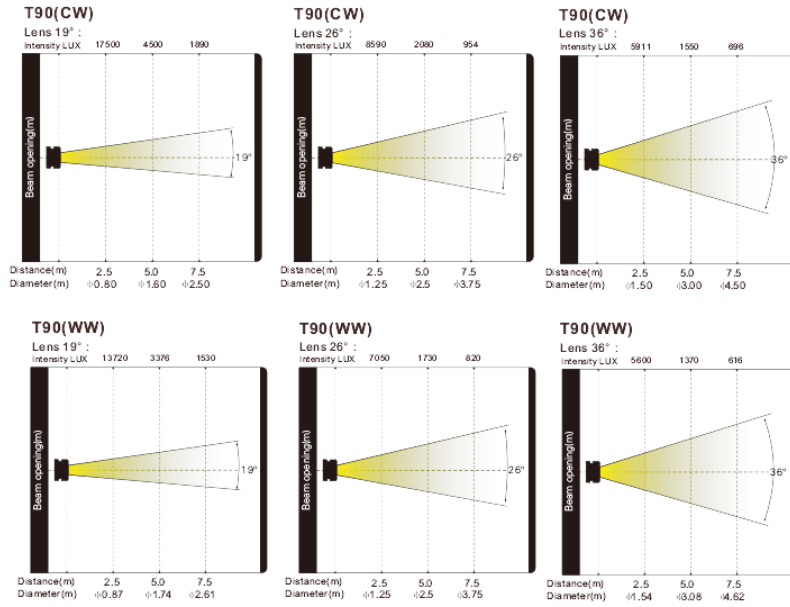 T90(CW)
Lens 19° :
Intensity LUX 17500 4500 1890
Beam opening(m)
19°
Distance(m) 2.5 5.0 7.5
Diameter(m) ϕ0.80 ϕ1.60 ϕ2.50
T90(CW)
Lens 26° :
Intensity LUX 8590 2080 954
Beam opening(m)
26°
Distance(m) 2.5 5.0 7.5
Diameter(m) ϕ1.25 ϕ2.5 ϕ3.75
T90(CW)
Lens 36° :
Intensity LUX 5911 1550 696
Beam opening(m)
36°
Distance(m) 2.5 5.0 7.5
Diameter(m) ϕ1.50 ϕ3.00 ϕ4.50
T90(WW)
Lens 19° :
Intensity LUX 13720 3376 1530
Beam opening(m)
19°
Distance(m) 2.5 5.0 7.5
Diameter(m) ϕ0.87 ϕ1.74 ϕ2.61
T90(WW)
Lens 26° :
Intensity LUX 7050 1730 820
Beam opening(m)
26°
Distance(m) 2.5 5.0 7.5
Diameter(m) ϕ1.25 ϕ2.5 ϕ3.75
T90(WW)
Lens 36° :
Intensity LUX 5600 1370 616
Beam opening(m)
36°
Distance(m) 2.5 5.0 7.5
Diameter(m) ϕ1.54 ϕ3.08 ϕ4.62